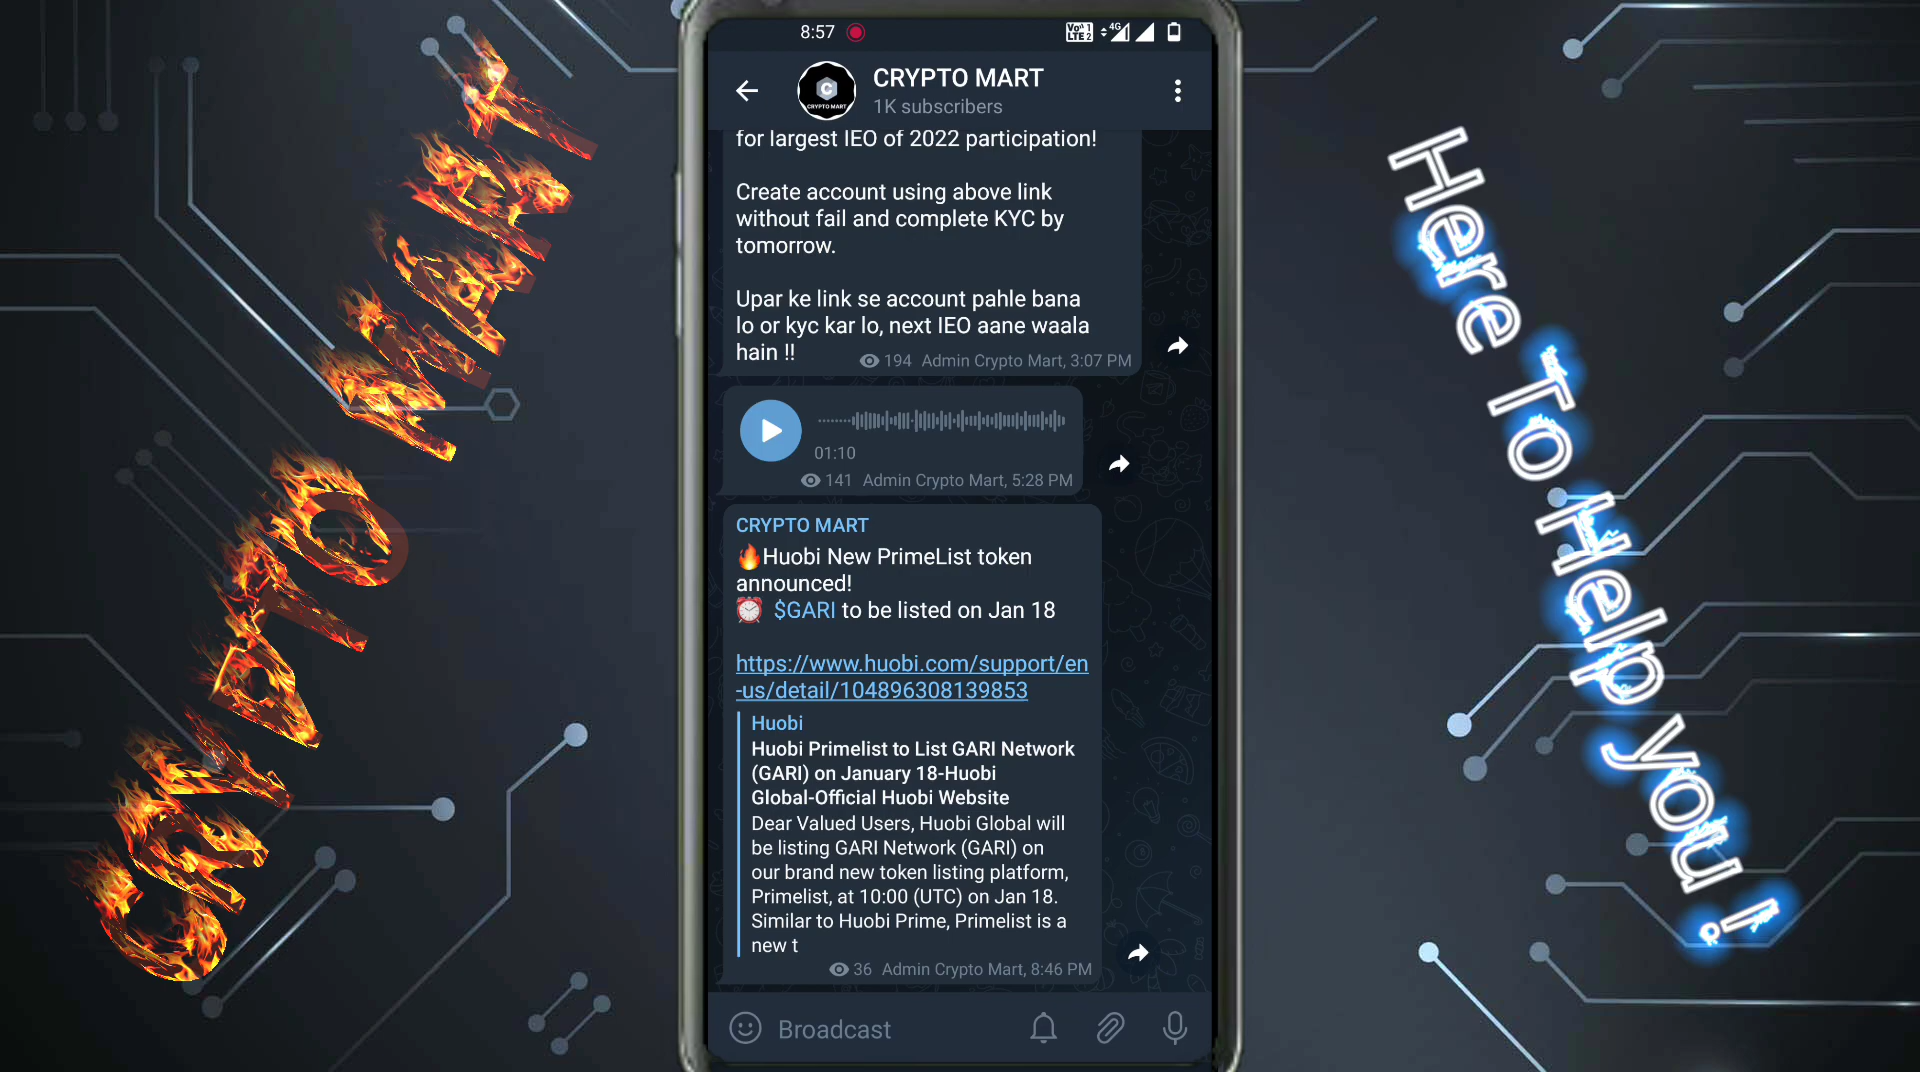 CRYPTO MART
8:57
Vo)) 1
LTE 2
4G
C
CRYPTO MART
CRYPTO MART
1K subscribers
for largest IEO of 2022 participation!
Create account using above link
without fail and complete KYC by
tomorrow.
Upar ke link se account pahle bana
lo or kyc kar lo, next IEO aane waala
hain !!
194 Admin Crypto Mart, 3:07 PM
01:10
141 Admin Crypto Mart, 5:28 PM
CRYPTO MART
🔥Huobi New PrimeList token
announced!
⏰ $GARI to be listed on Jan 18
https://www.huobi.com/support/en
-us/detail/104896308139853
Huobi
Huobi Primelist to List GARI Network
(GARI) on January 18-Huobi
Global-Official Huobi Website
Dear Valued Users, Huobi Global will
be listing GARI Network (GARI) on
our brand new token listing platform,
Primelist, at 10:00 (UTC) on Jan 18.
Similar to Huobi Prime, Primelist is a
new t
36 Admin Crypto Mart, 8:46 PM
Broadcast
Here To Help you !